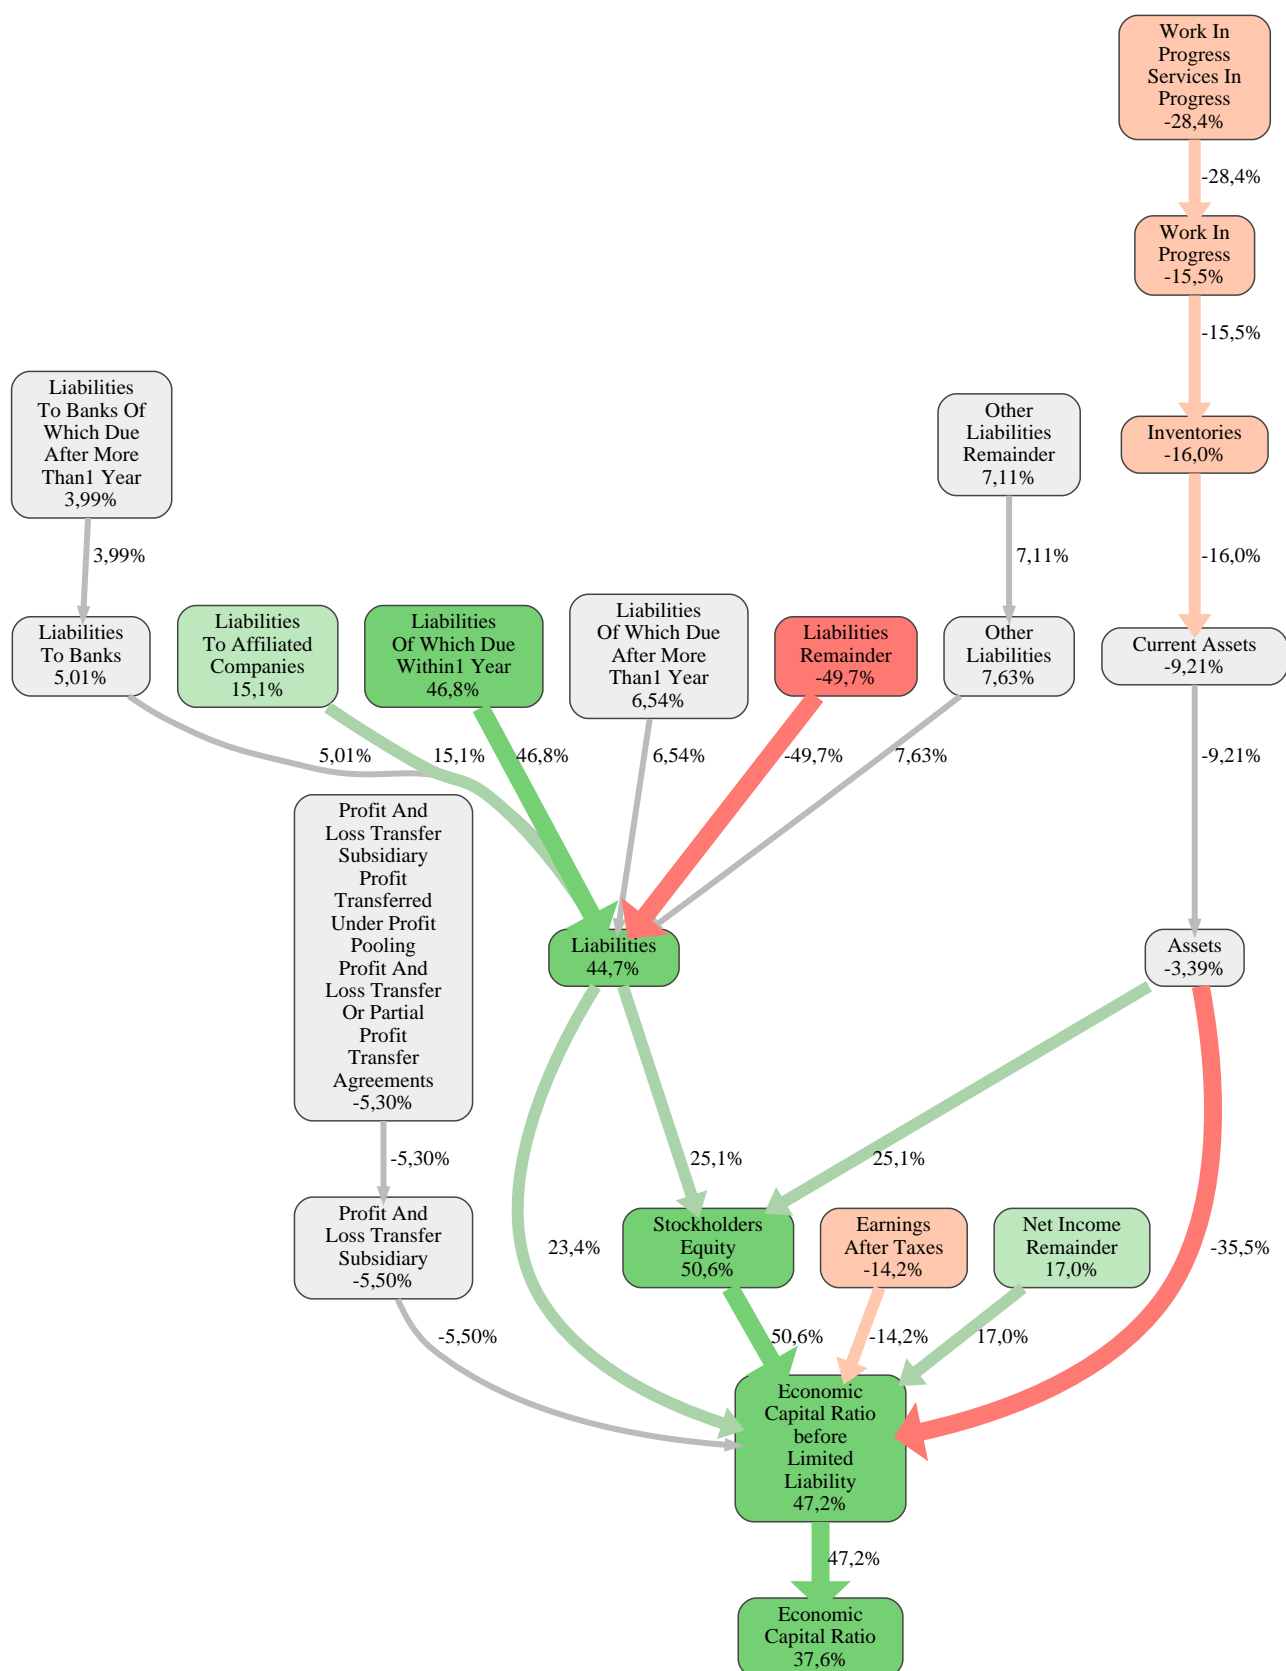 Work In
Progress
Services In
Progress
-28,4%
-28,4%
Work In
Progress
-15,5%
-15,5%
Liabilities
To Banks Of
Which Due
After More
Than1 Year
3,99%
Other
Liabilities
Remainder
7,11%
Inventories
-16,0%
3,99%
7,11%
-16,0%
Liabilities
To Banks
5,01%
Liabilities
To Affiliated
Companies
15,1%
Liabilities
Of Which Due
Within1 Year
46,8%
Liabilities
Of Which Due
After More
Than1 Year
6,54%
Liabilities
Remainder
-49,7%
Other
Liabilities
7,63%
Current Assets
-9,21%
5,01%
15,1%
46,8%
6,54%
-49,7%
7,63%
-9,21%
Profit And
Loss Transfer
Subsidiary
Profit
Transferred
Under Profit
Pooling
Profit And
Loss Transfer
Or Partial
Profit
Transfer
Agreements
-5,30%
Liabilities
44,7%
Assets
-3,39%
-5,30%
25,1%
25,1%
Profit And
Loss Transfer
Subsidiary
-5,50%
23,4%
Stockholders
Equity
50,6%
Earnings
After Taxes
-14,2%
Net Income
Remainder
17,0%
-35,5%
-5,50%
50,6%
-14,2%
17,0%
Economic
Capital Ratio
before
Limited
Liability
47,2%
47,2%
Economic
Capital Ratio
37,6%